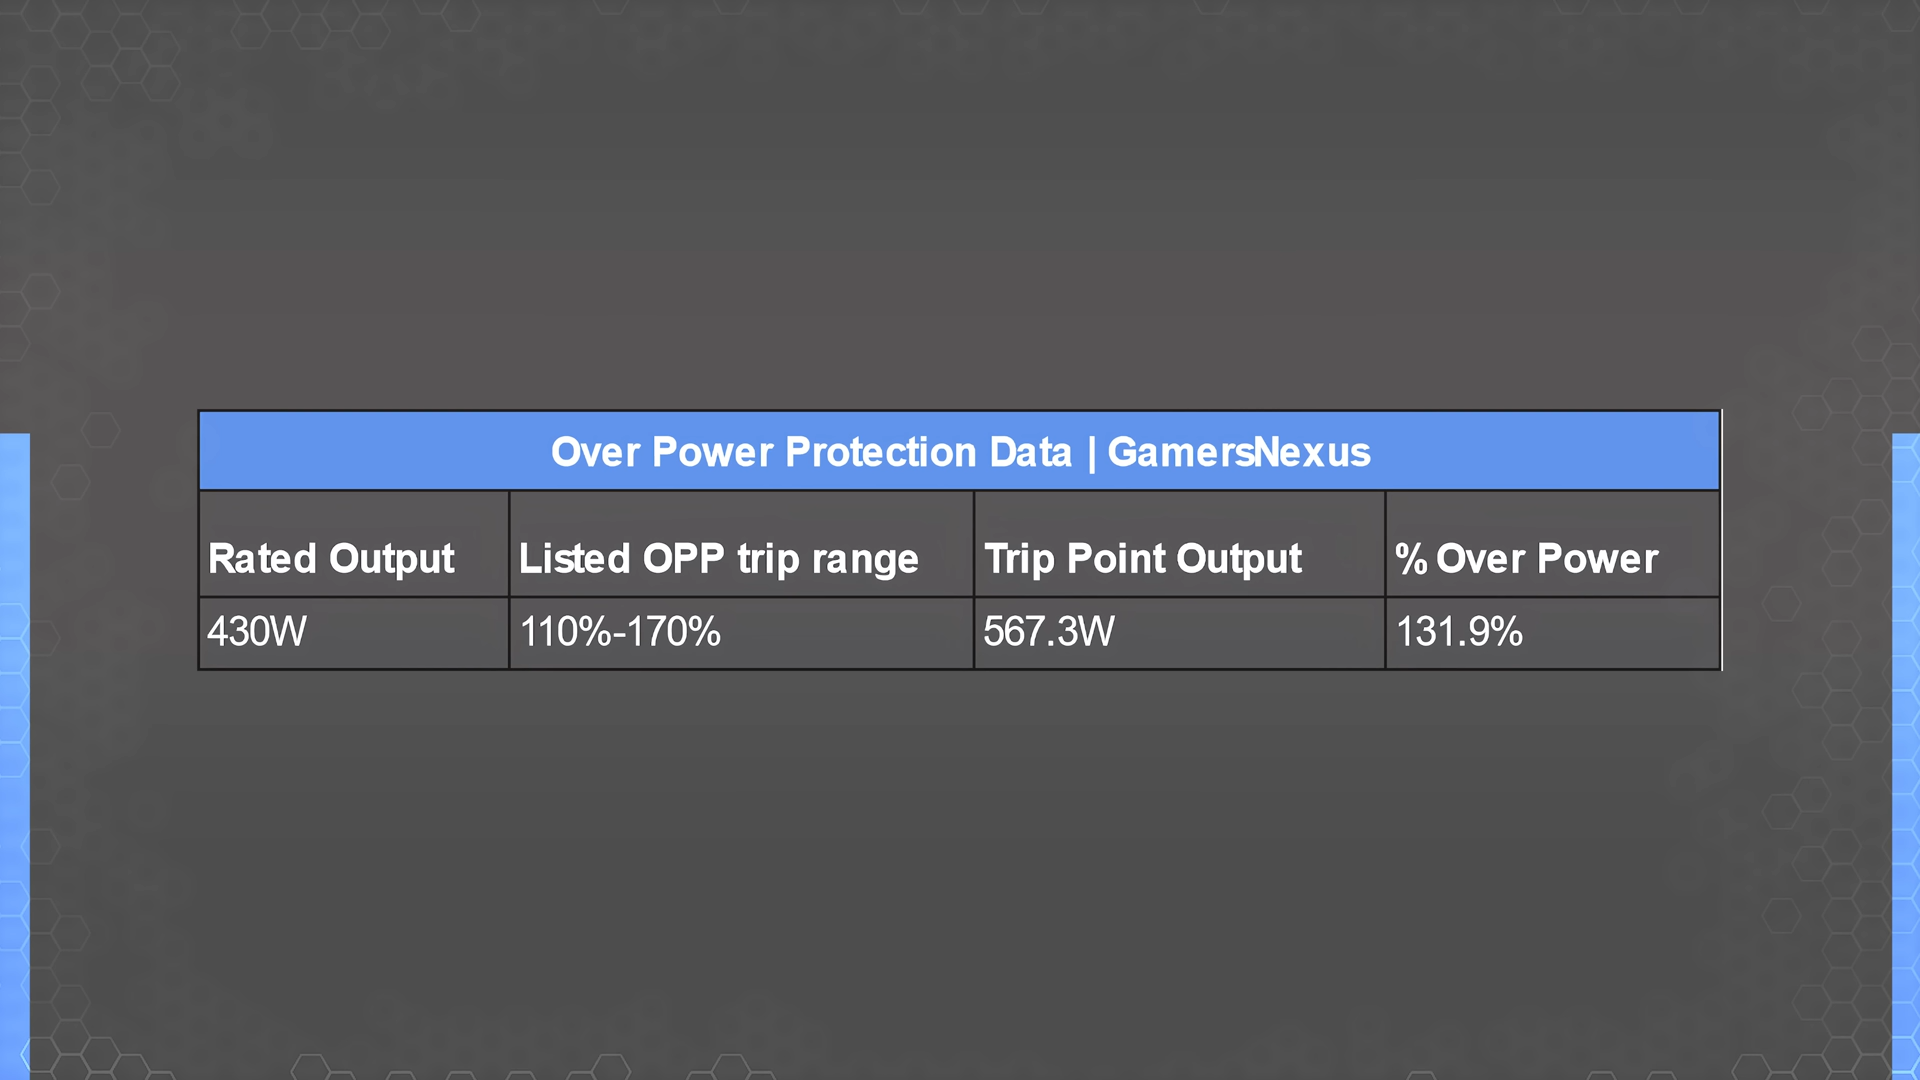 Over Power Protection Data | GamersNexus
Rated Output Listed OPP trip range Trip Point Output % Over Power
430W 110%-170% 567.3W 131.9%